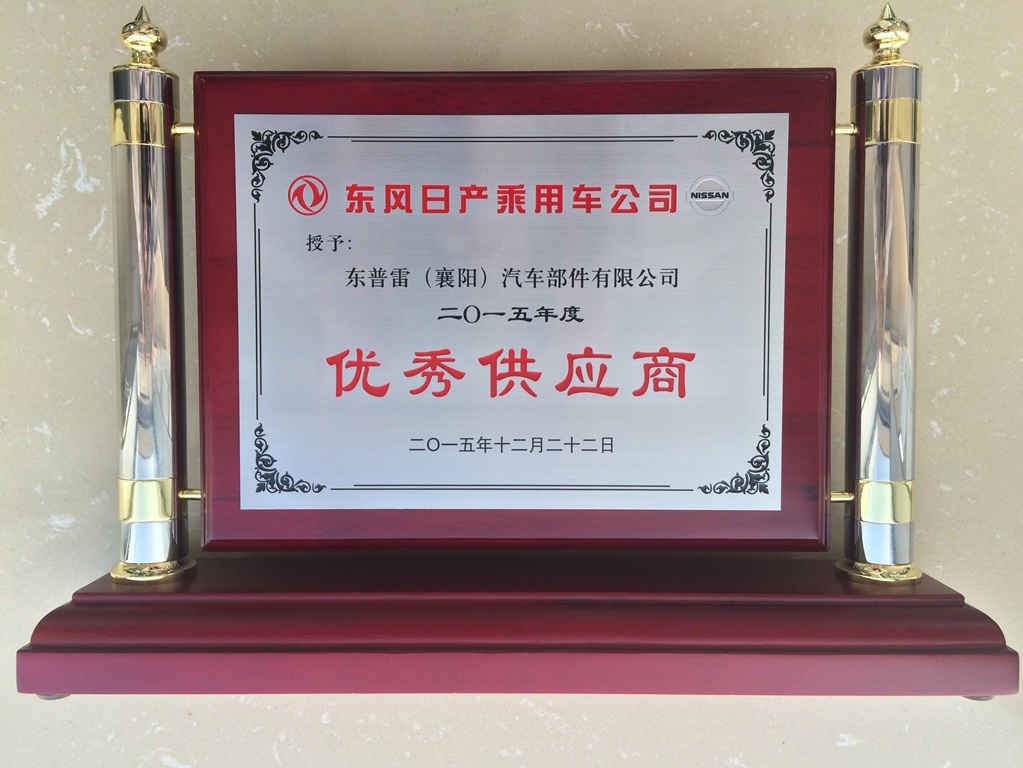 东风日产乘用车公司 NISSAN
授予：
东普雷（襄阳）汽车部件有限公司
二〇一五年度
优秀供应商
二〇一五年十二月二十二日